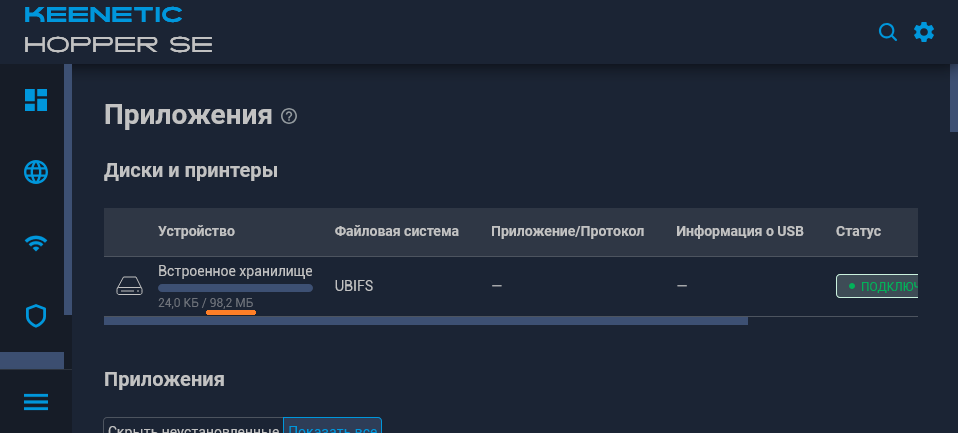 KEENETIC
HOPPER SE
Приложения
Диски и принтеры
Устройство Файловая система Приложение/Протокол Информация о USB Статус
Встроенное хранилище
24,0 КБ / 98,2 МБ
UBIFS — — ПОДКЛЮЧ
Приложения
Скрыть неустановленные Показать все